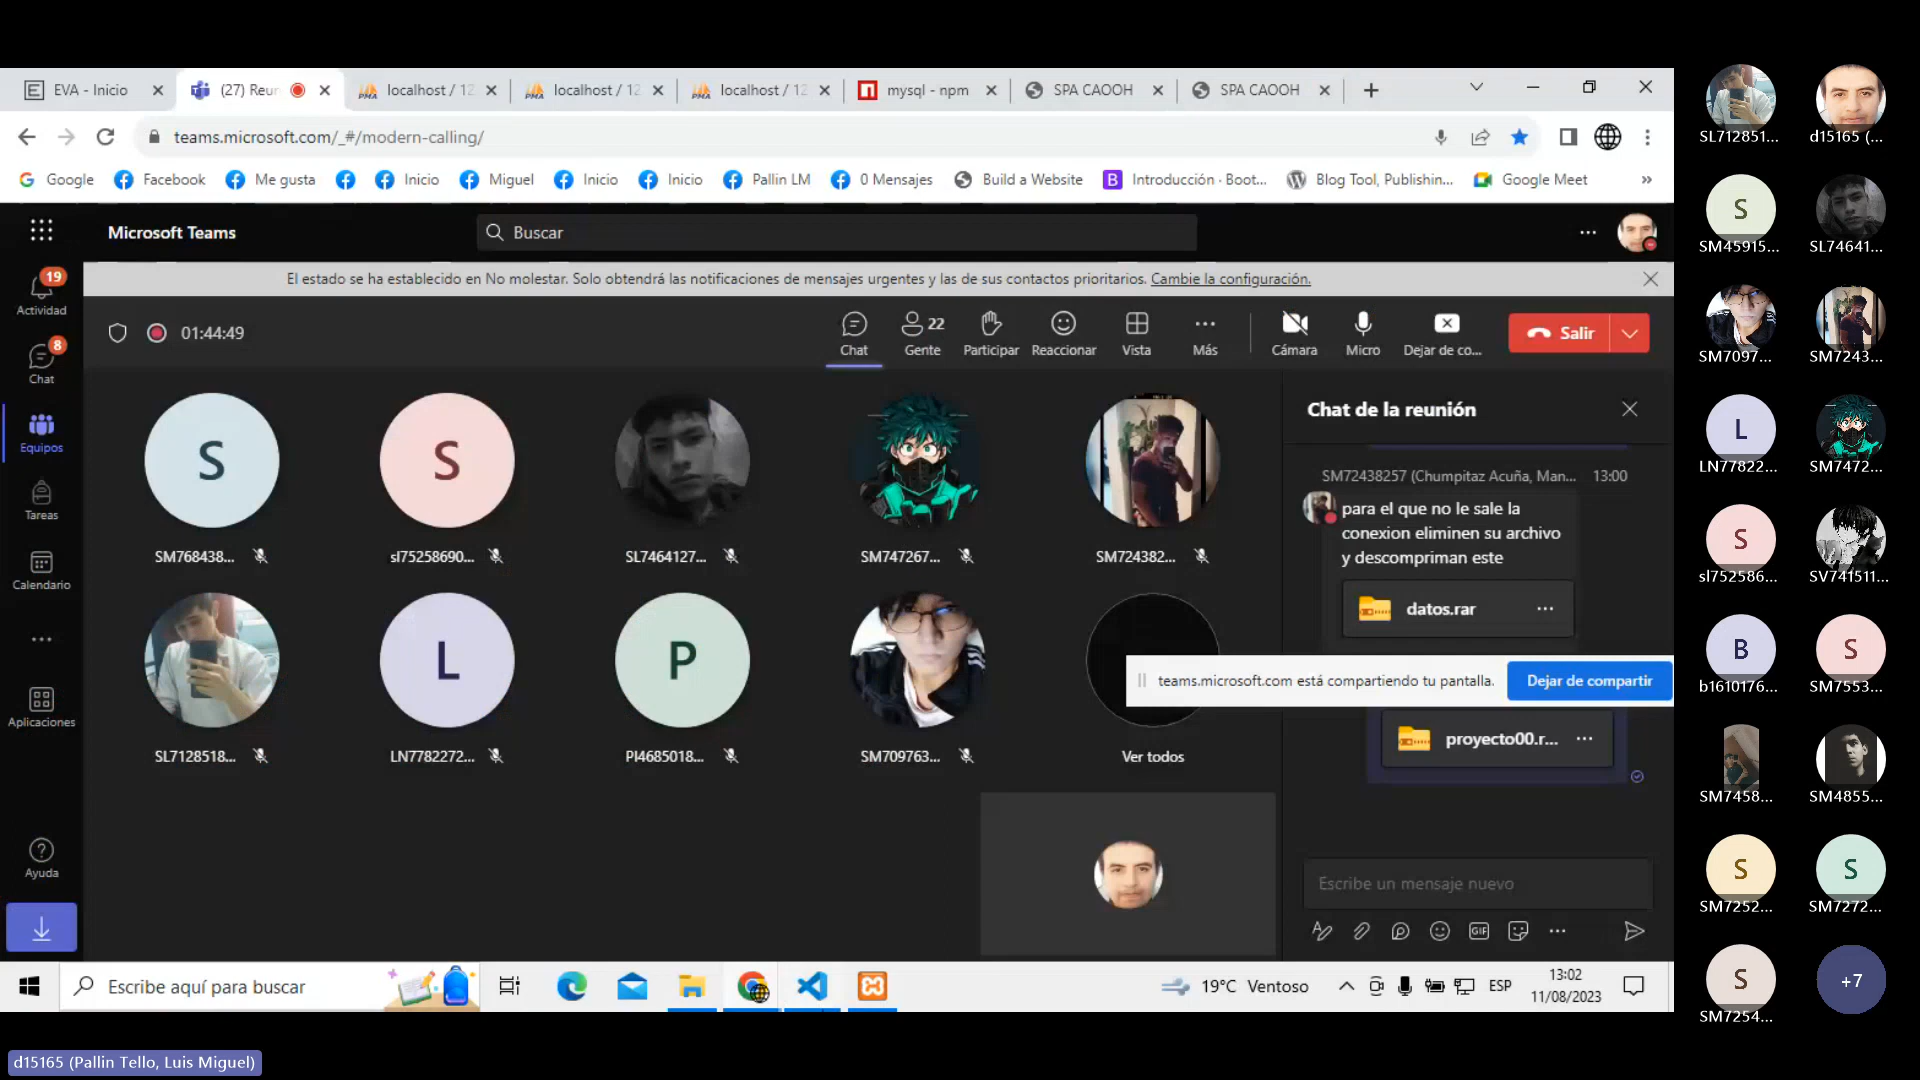 EVA - Inicio
(27) Reur
localhost / 12
localhost / 12
localhost / 12
mysql - npm
SPA CAOOH
SPA CAOOH
teams.microsoft.com/_#/modern-calling/
Google
Facebook
Me gusta
Inicio
Miguel
Inicio
Inicio
Pallin LM
0 Mensajes
Build a Website
B
Introducción · Boot...
Blog Tool, Publishin...
Google Meet
»
Microsoft Teams
Buscar
El estado se ha establecido en No molestar. Solo obtendrá las notificaciones de mensajes urgentes y las de sus contactos prioritarios. Cambie la configuración.
19
Actividad
8
Chat
Equipos
Tareas
Calendario
Aplicaciones
Ayuda
01:44:49
Chat
22
Gente
Participar
Reaccionar
Vista
Más
Cámara
Micro
Dejar de co...
Salir
S
SM768438...
S
sl75258690...
SL7464127...
SM747267...
SM724382...
SL7128518...
L
LN7782272...
P
PI4685018...
SM709763...
Ver todos
Chat de la reunión
SM72438257 (Chumpitaz Acuña, Man... 13:00
para el que no le sale la
conexion eliminen su archivo
y descompriman este
datos.rar
teams.microsoft.com está compartiendo tu pantalla.
Dejar de compartir
proyecto00.r...
Escribe un mensaje nuevo
GIF
Escribe aquí para buscar
19°C Ventoso
ESP
13:02
11/08/2023
SL712851...
d15165 (...
S
SM45915...
SL74641...
SM7097...
SM7243...
L
LN77822...
SM7472...
S
sl752586...
SV741511...
B
b1610176...
S
SM7553...
SM7458...
SM4855...
S
SM7252...
S
SM7272...
S
SM7254...
+7
d15165 (Pallin Tello, Luis Miguel)